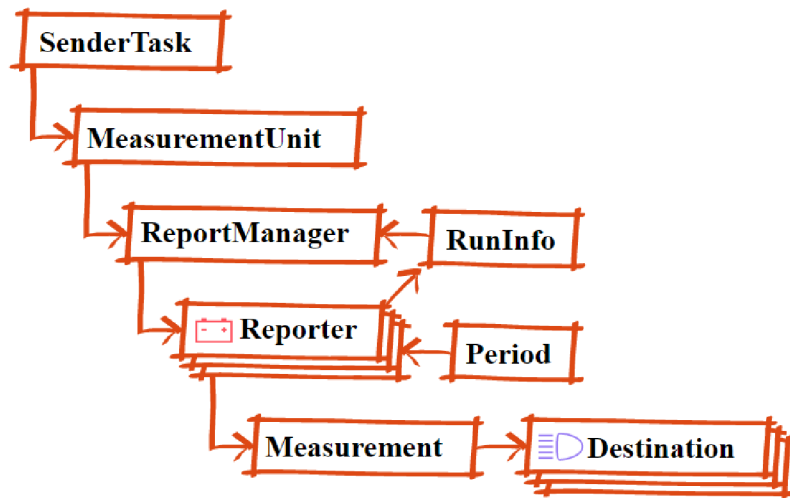 SenderTask
MeasurementUnit
ReportManager
RunInfo
Reporter
Period
Measurement
Destination